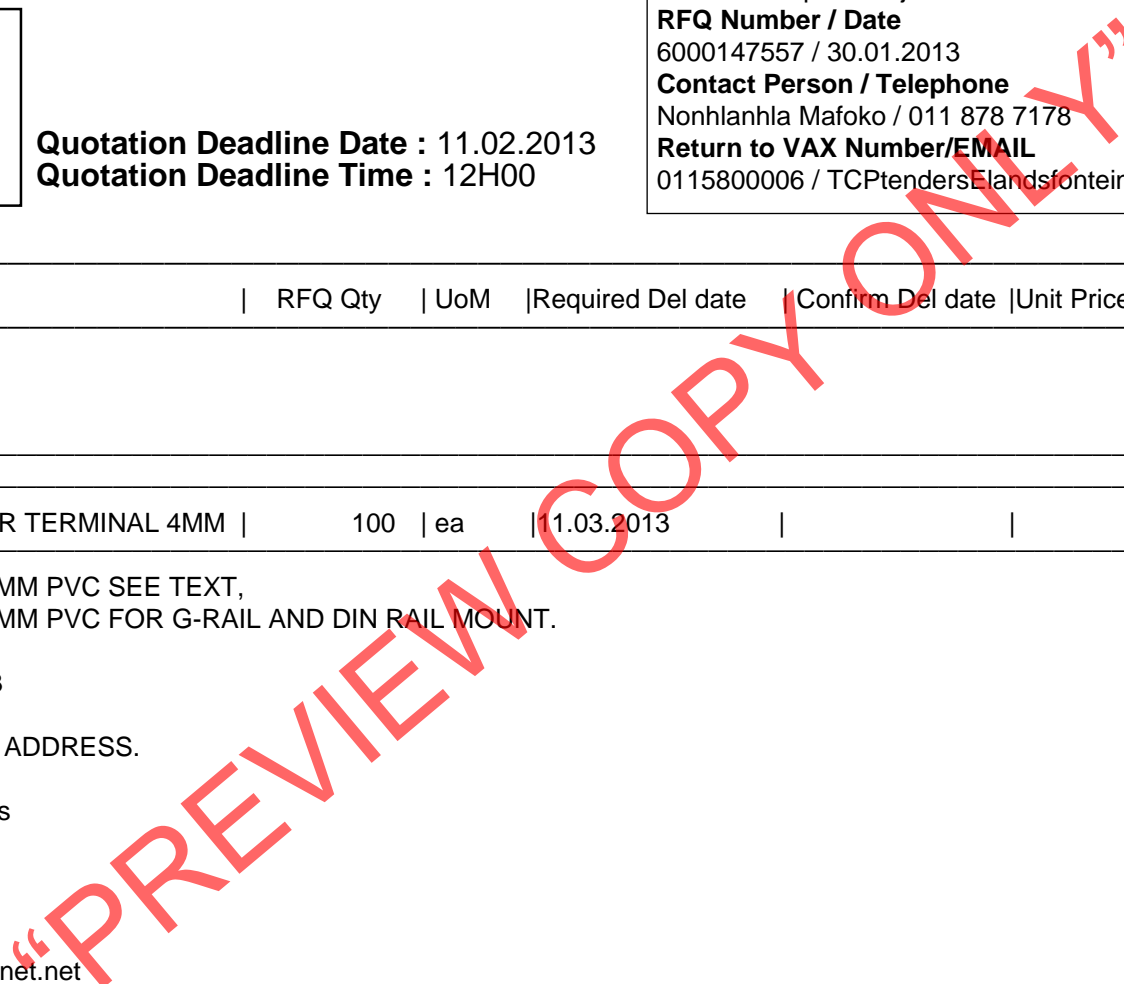 RFQ Number / Date
6000147557 / 30.01.2013
Contact Person / Telephone
Nonhlanhla Mafoko / 011 878 7178
Return to VAX Number/EMAIL
0115800006 / TCPtendersElandsfontein
Quotation Deadline Date : 11.02.2013
Quotation Deadline Time : 12H00
| RFQ Qty | UoM |Required Del date | Confirm Del date |Unit Price
R TERMINAL 4MM | 100 | ea |11.03.2013 | |
MM PVC SEE TEXT,
MM PVC FOR G-RAIL AND DIN RAIL MOUNT.
ADDRESS.
s
net.net
“PREVIEW COPY ONLY”